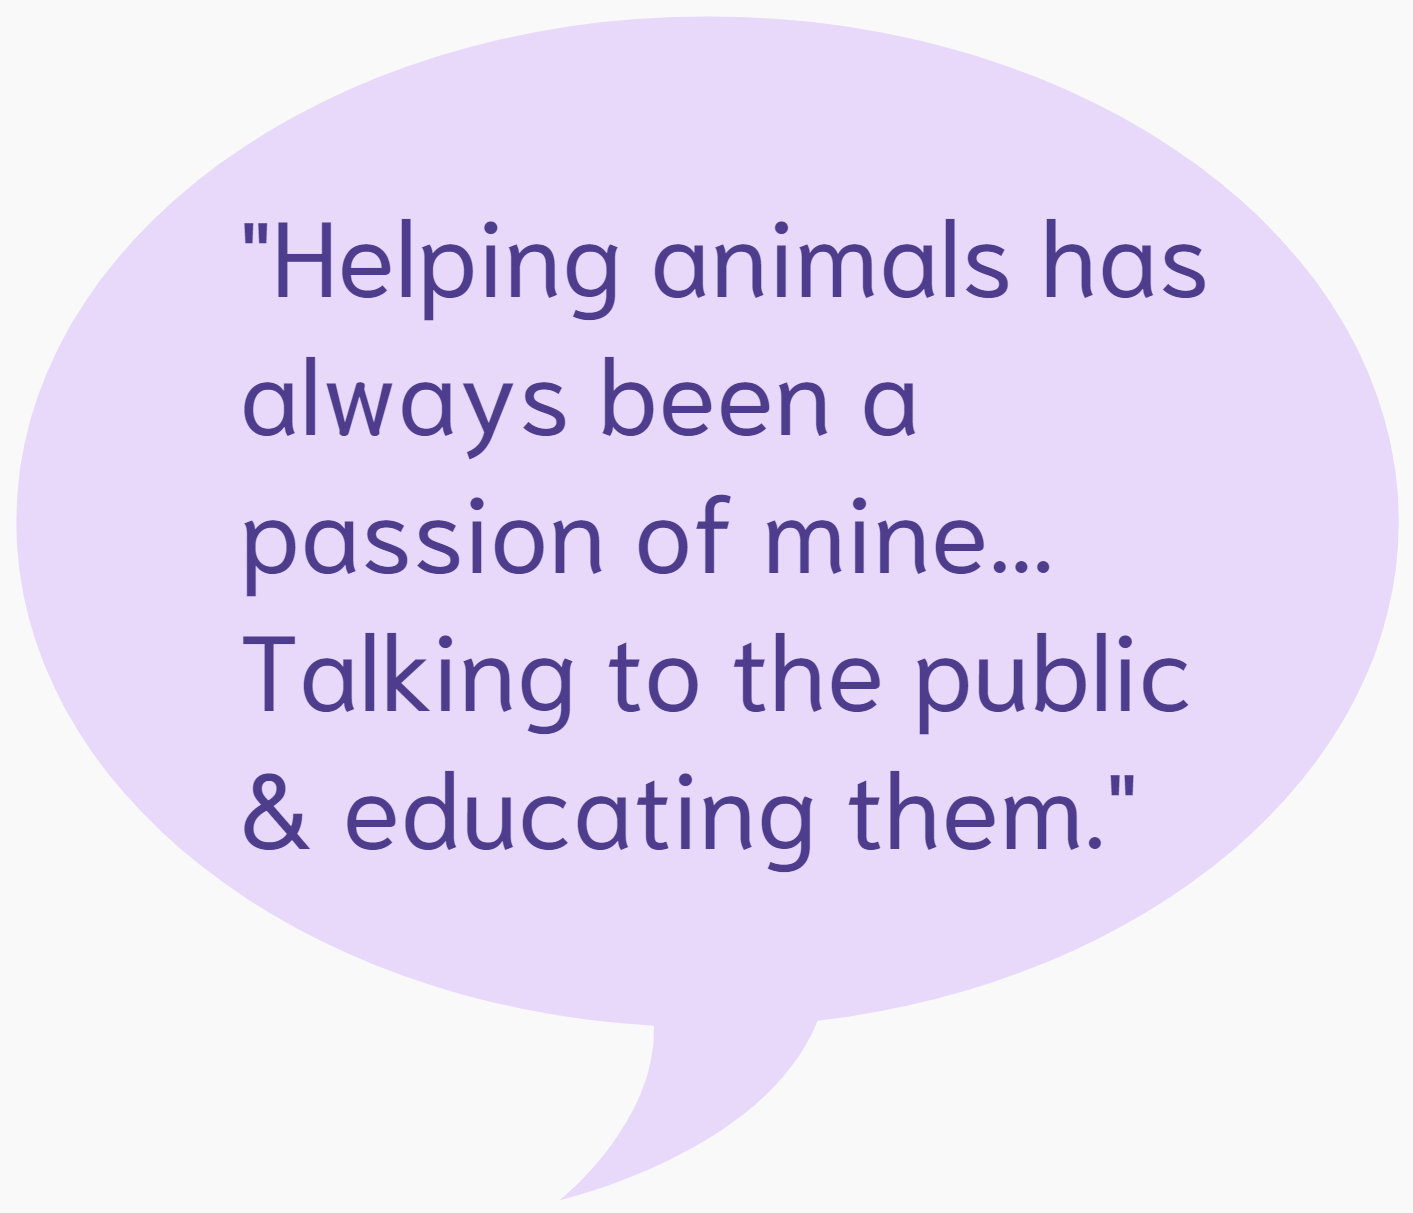 "Helping animals has
always been a
passion of mine...
Talking to the public
& educating them."